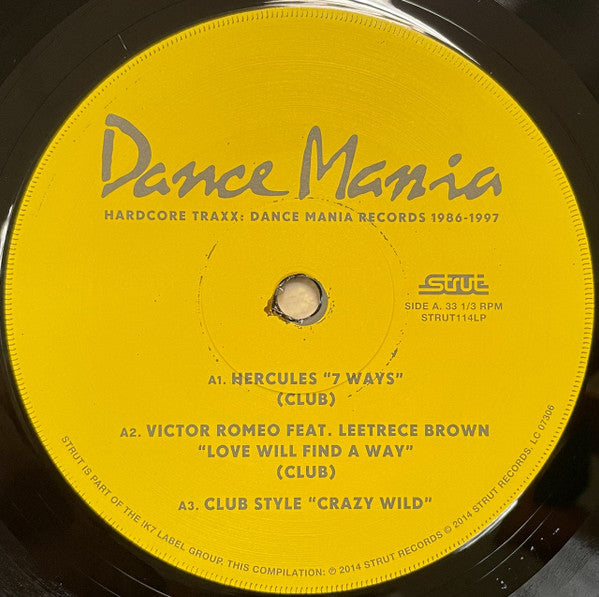 Dance Mania
HARDCORE TRAXX: DANCE MANIA RECORDS 1986-1997
strut
SIDE A. 33 1/3 RPM
STRUT114LP
A1. HERCULES "7 WAYS"
(CLUB)
A2. VICTOR ROMEO FEAT. LEETRECE BROWN
"LOVE WILL FIND A WAY"
(CLUB)
A3. CLUB STYLE "CRAZY WILD"
STRUT IS PART OF THE !K7 LABEL GROUP. THIS COMPILATION: ℗ 2014 STRUT RECORDS © 2014 STRUT RECORDS. LC 07306